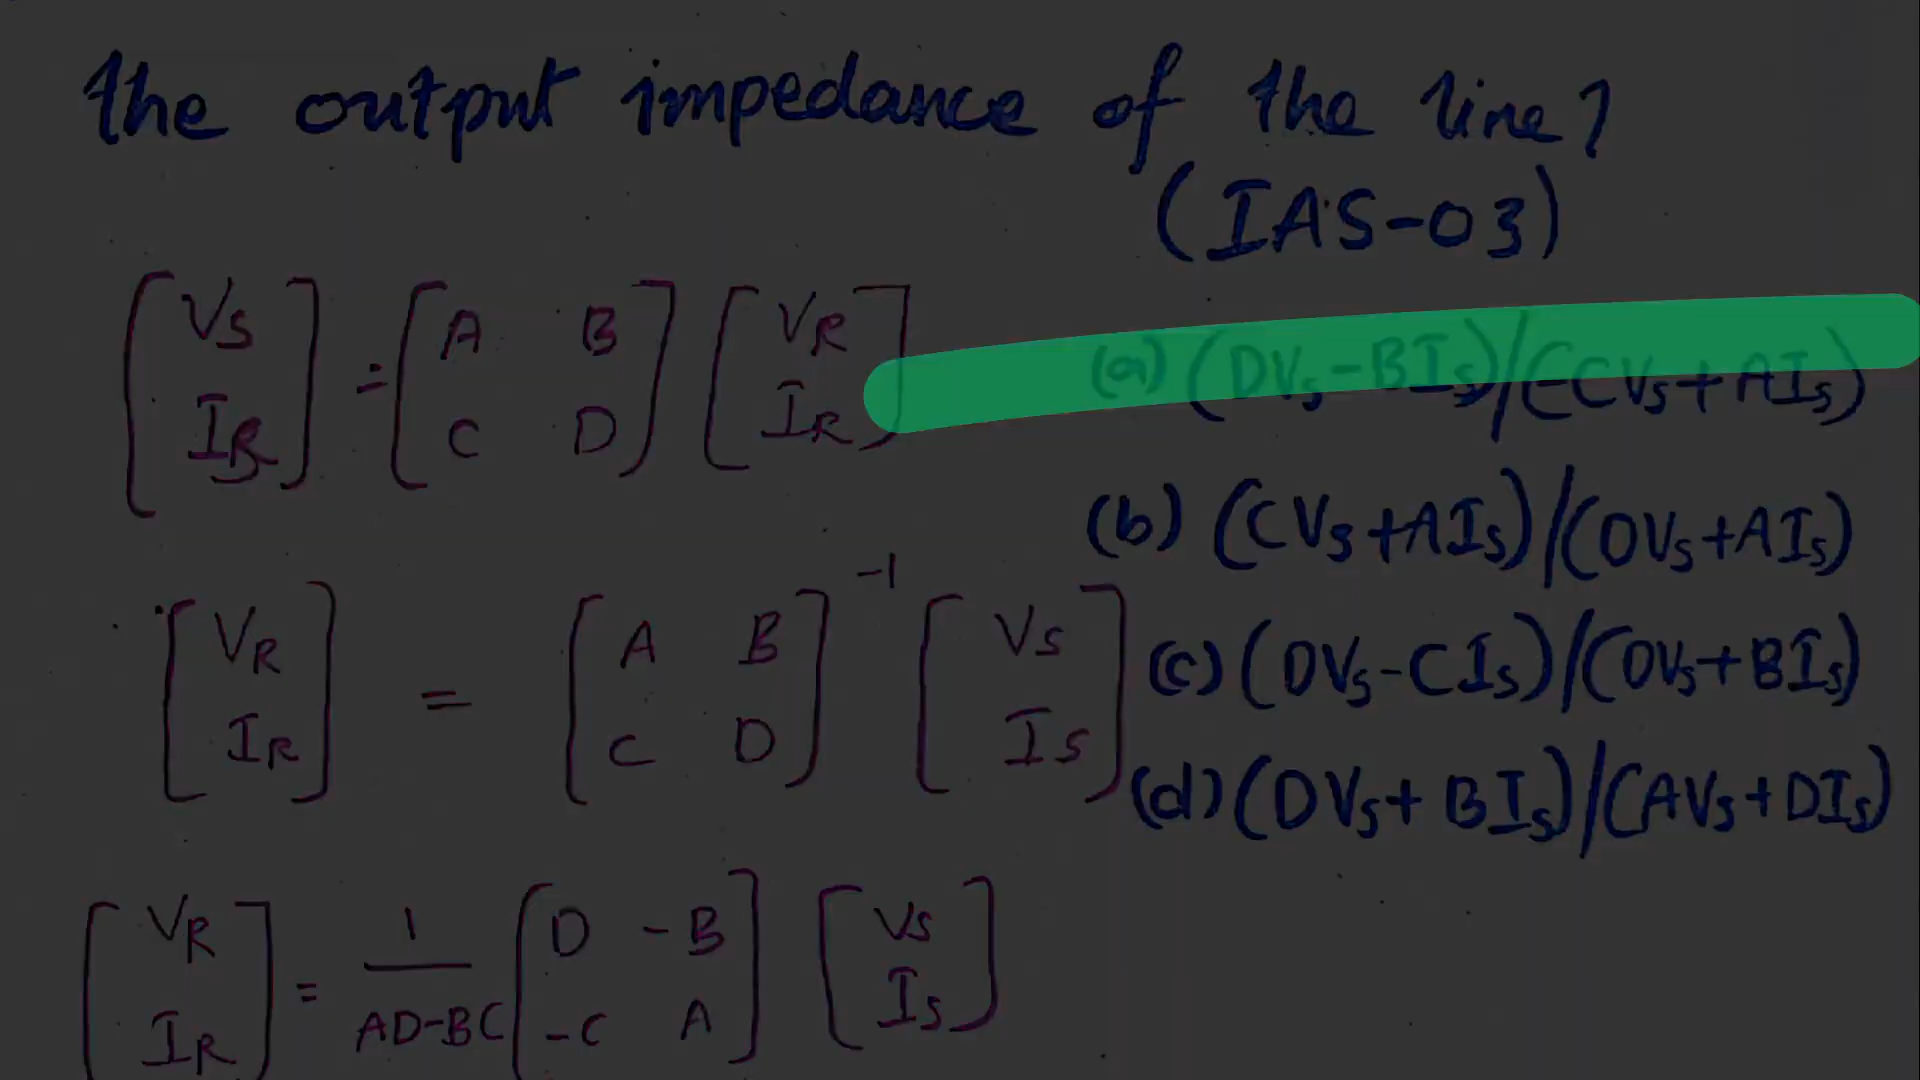 the output impedance of the line?
(IAS-03)
[VS IS] = [A B C D] [VR IR]
(a) (DVS-BIS)/(-CVS+AIS)
(b) (CVS+AIS)/(DVS+AIS)
[VR IR] = [A B C D]-1 [VS IS]
(c) (DVS-CIS)/(DVS+BIS)
(d) (DVS+BIS)/(AVS+DIS)
[VR IR] = 1/AD-BC [D -B -C A] [VS IS]